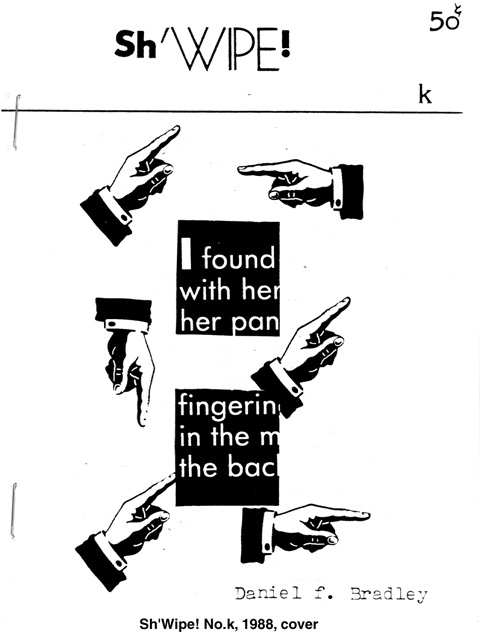 50¢
Sh'WIPE!
k
I found
with her
her pan
fingerin
in the m
the bac
Daniel f. Bradley
Sh'Wipe! No.k, 1988, cover